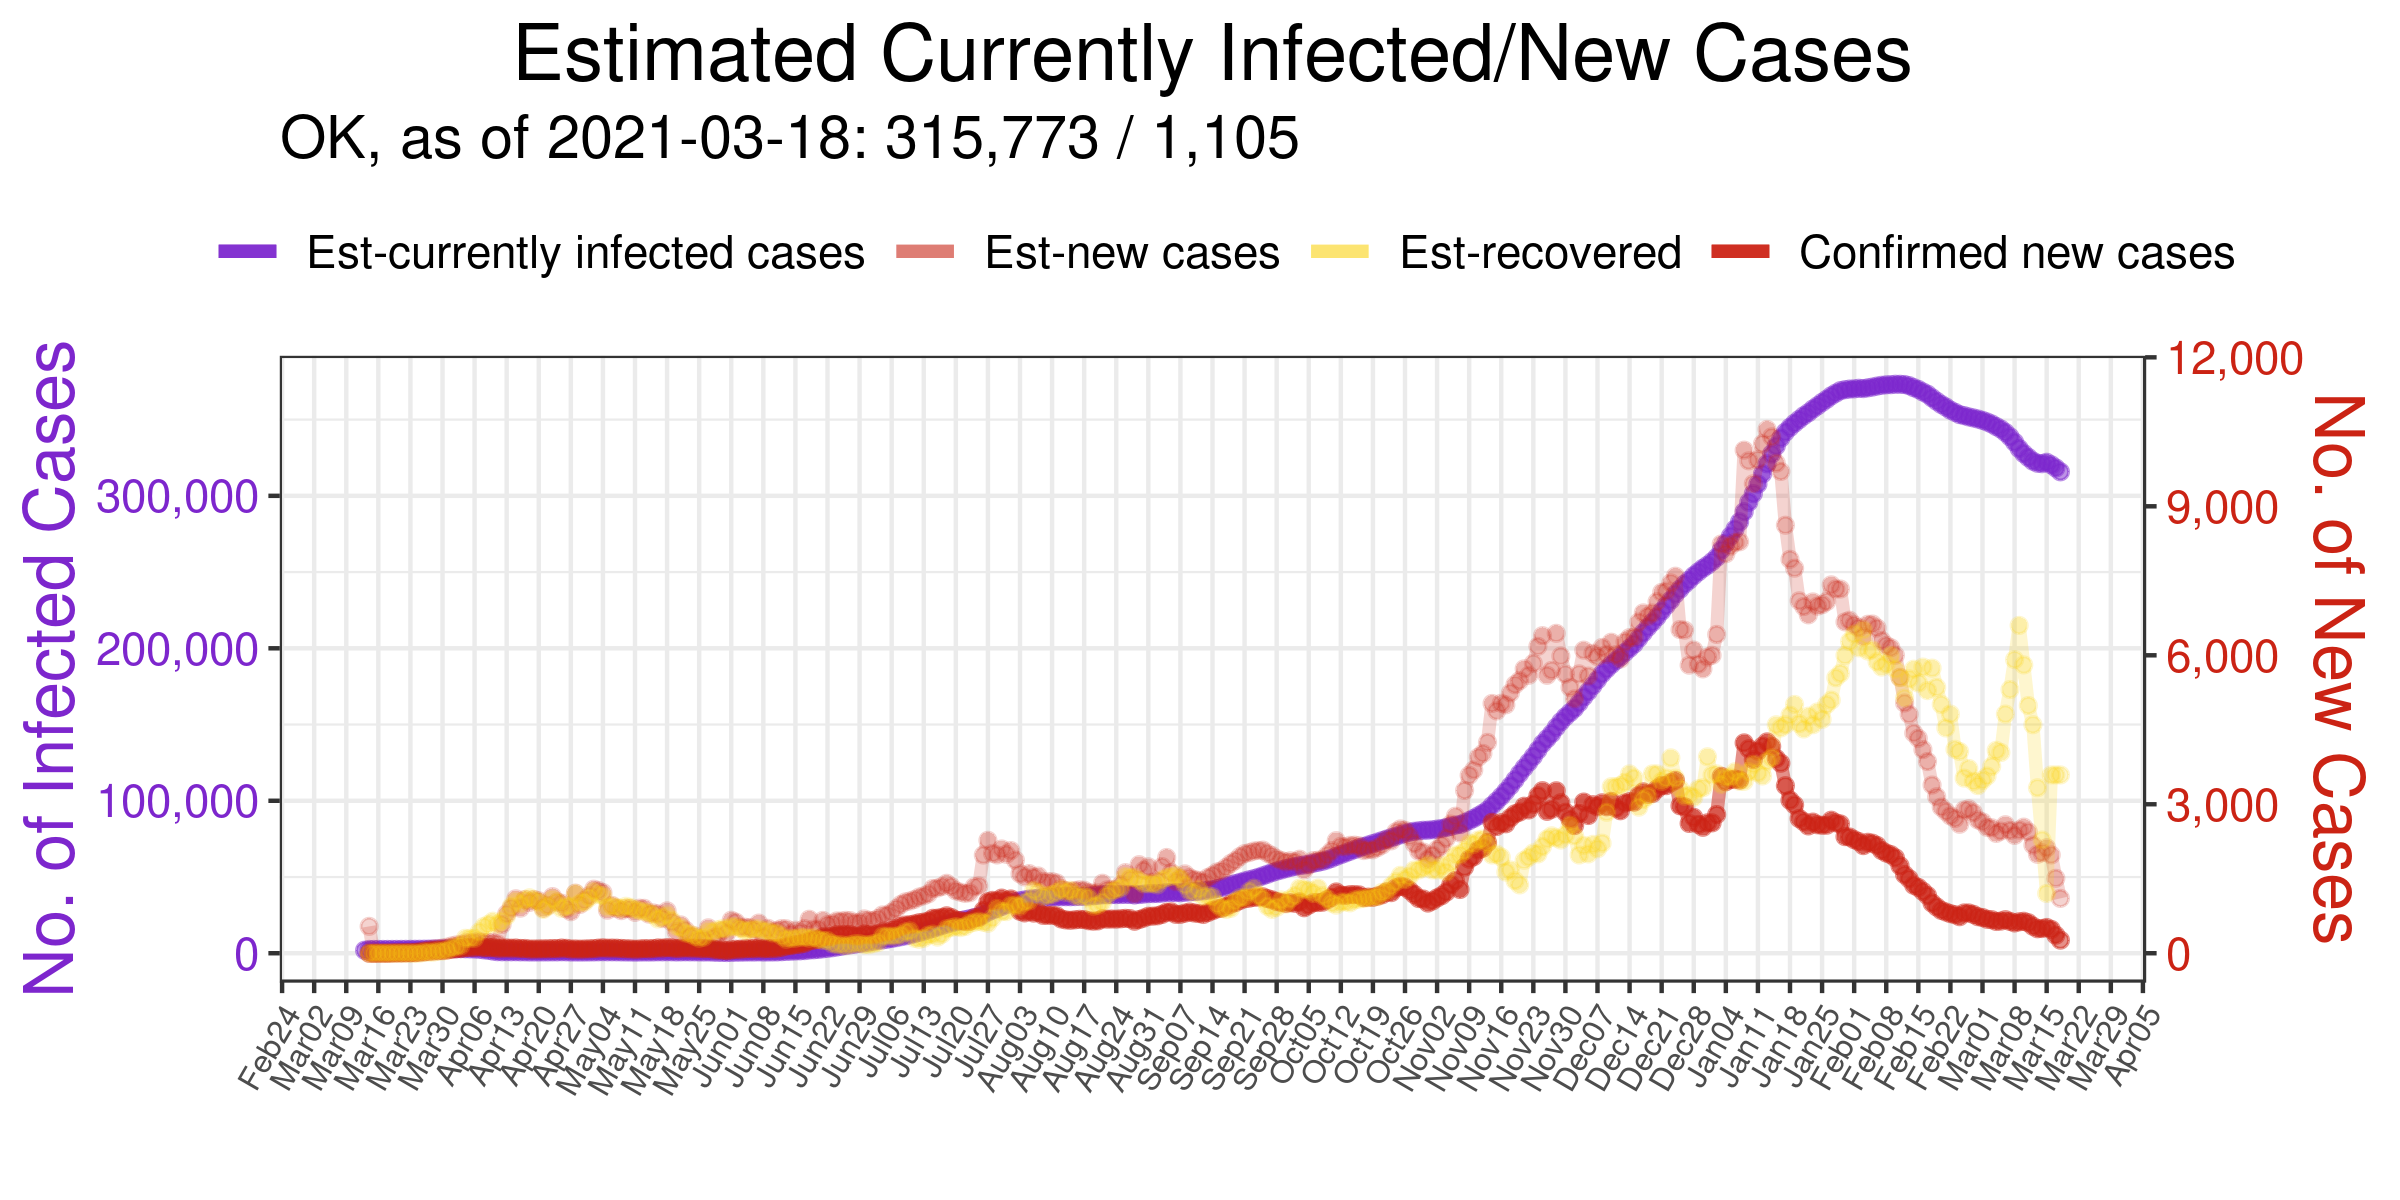 Estimated Currently Infected/New Cases
OK, as of 2021-03-18: 315,773 / 1,105
Est-currently infected cases Est-new cases Est-recovered Confirmed new cases
No. of Infected Cases
300,000
200,000
100,000
0
12,000
9,000
6,000
3,000
0
No. of New Cases
Feb24 Mar02 Mar09 Mar16 Mar23 Mar30 Apr06 Apr13 Apr20 Apr27 May04 May11 May18 May25 Jun01 Jun08 Jun15 Jun22 Jun29 Jul06 Jul13 Jul20 Jul27 Aug03 Aug10 Aug17 Aug24 Aug31 Sep07 Sep14 Sep21 Sep28 Oct05 Oct12 Oct19 Oct26 Nov02 Nov09 Nov16 Nov23 Nov30 Dec07 Dec14 Dec21 Dec28 Jan04 Jan11 Jan18 Jan25 Feb01 Feb08 Feb15 Feb22 Mar01 Mar08 Mar15 Mar22 Mar29 Apr05